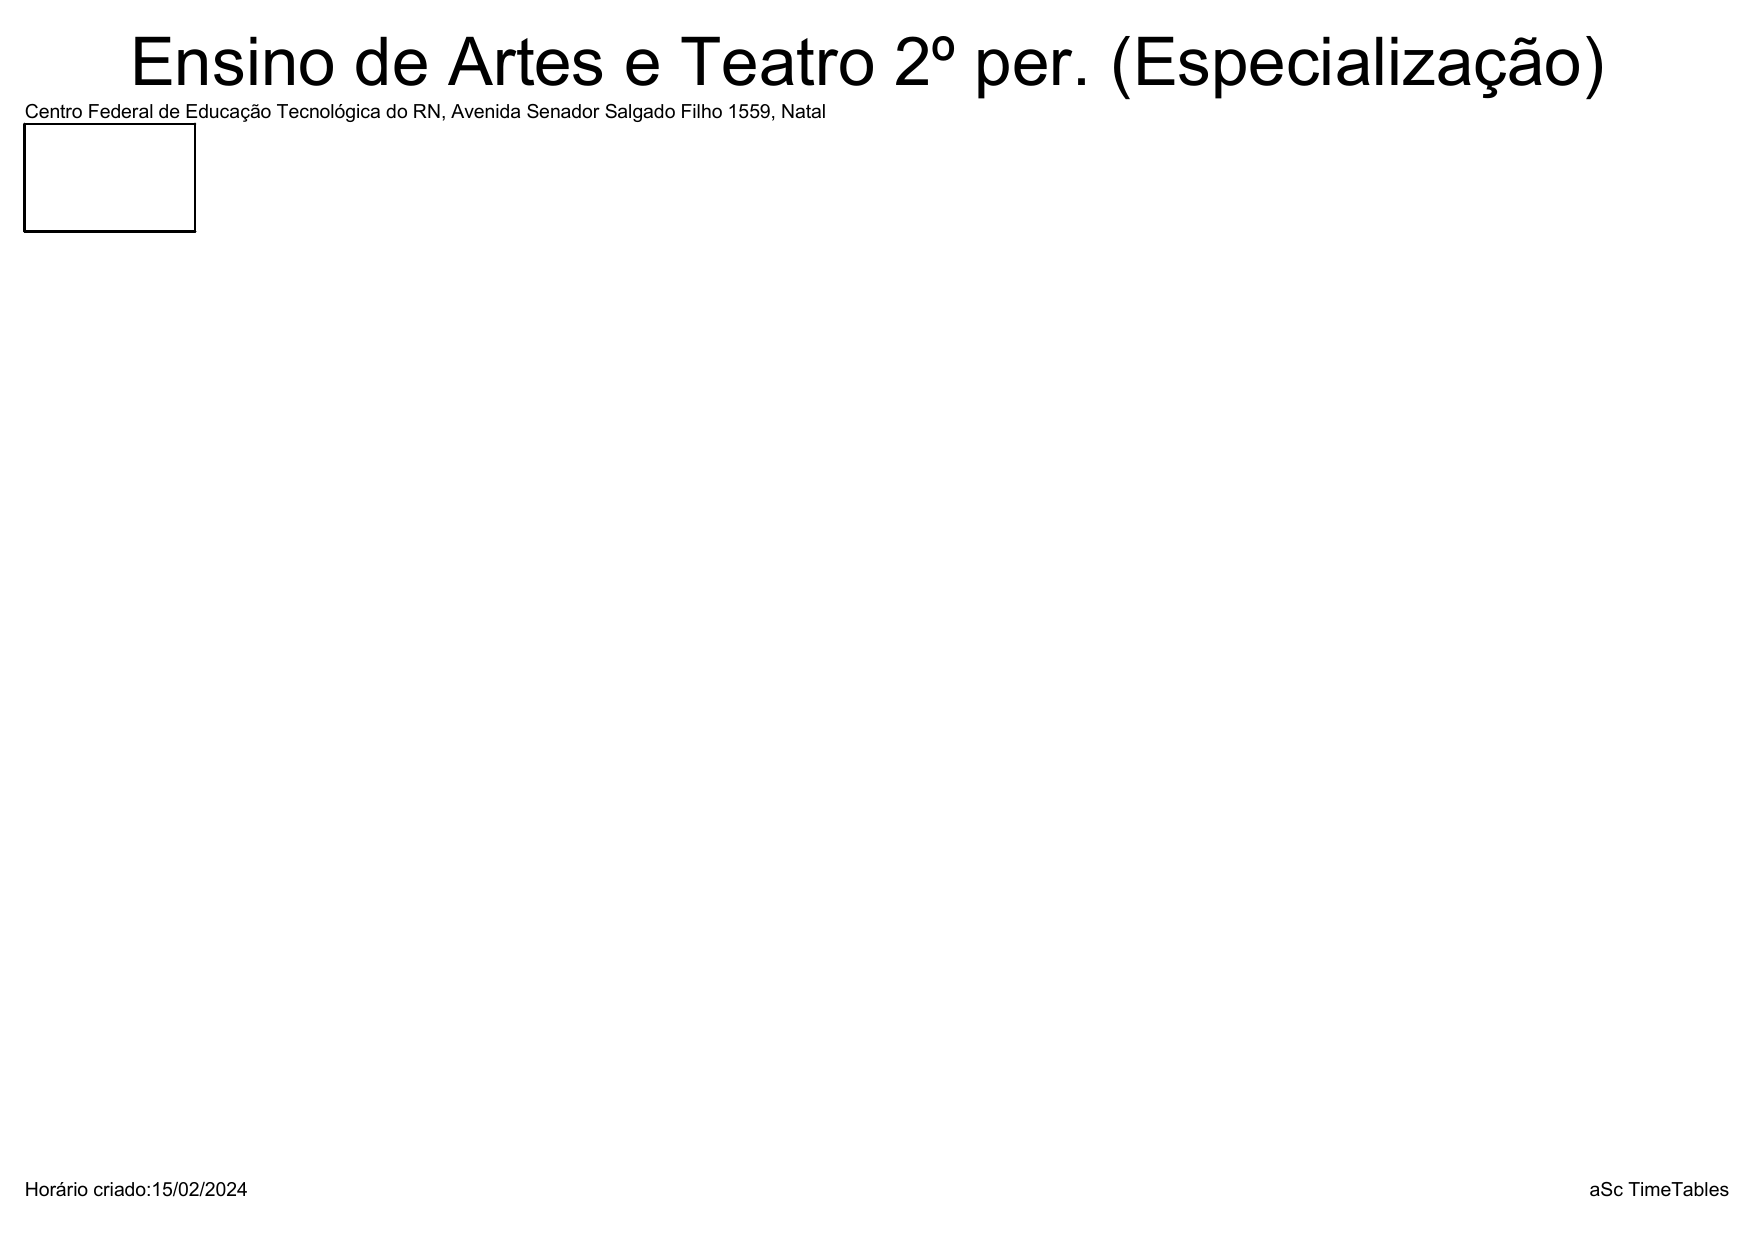 Ensino de Artes e Teatro 2º per. (Especialização)
Centro Federal de Educação Tecnológica do RN, Avenida Senador Salgado Filho 1559, Natal
Horário criado:15/02/2024
aSc TimeTables